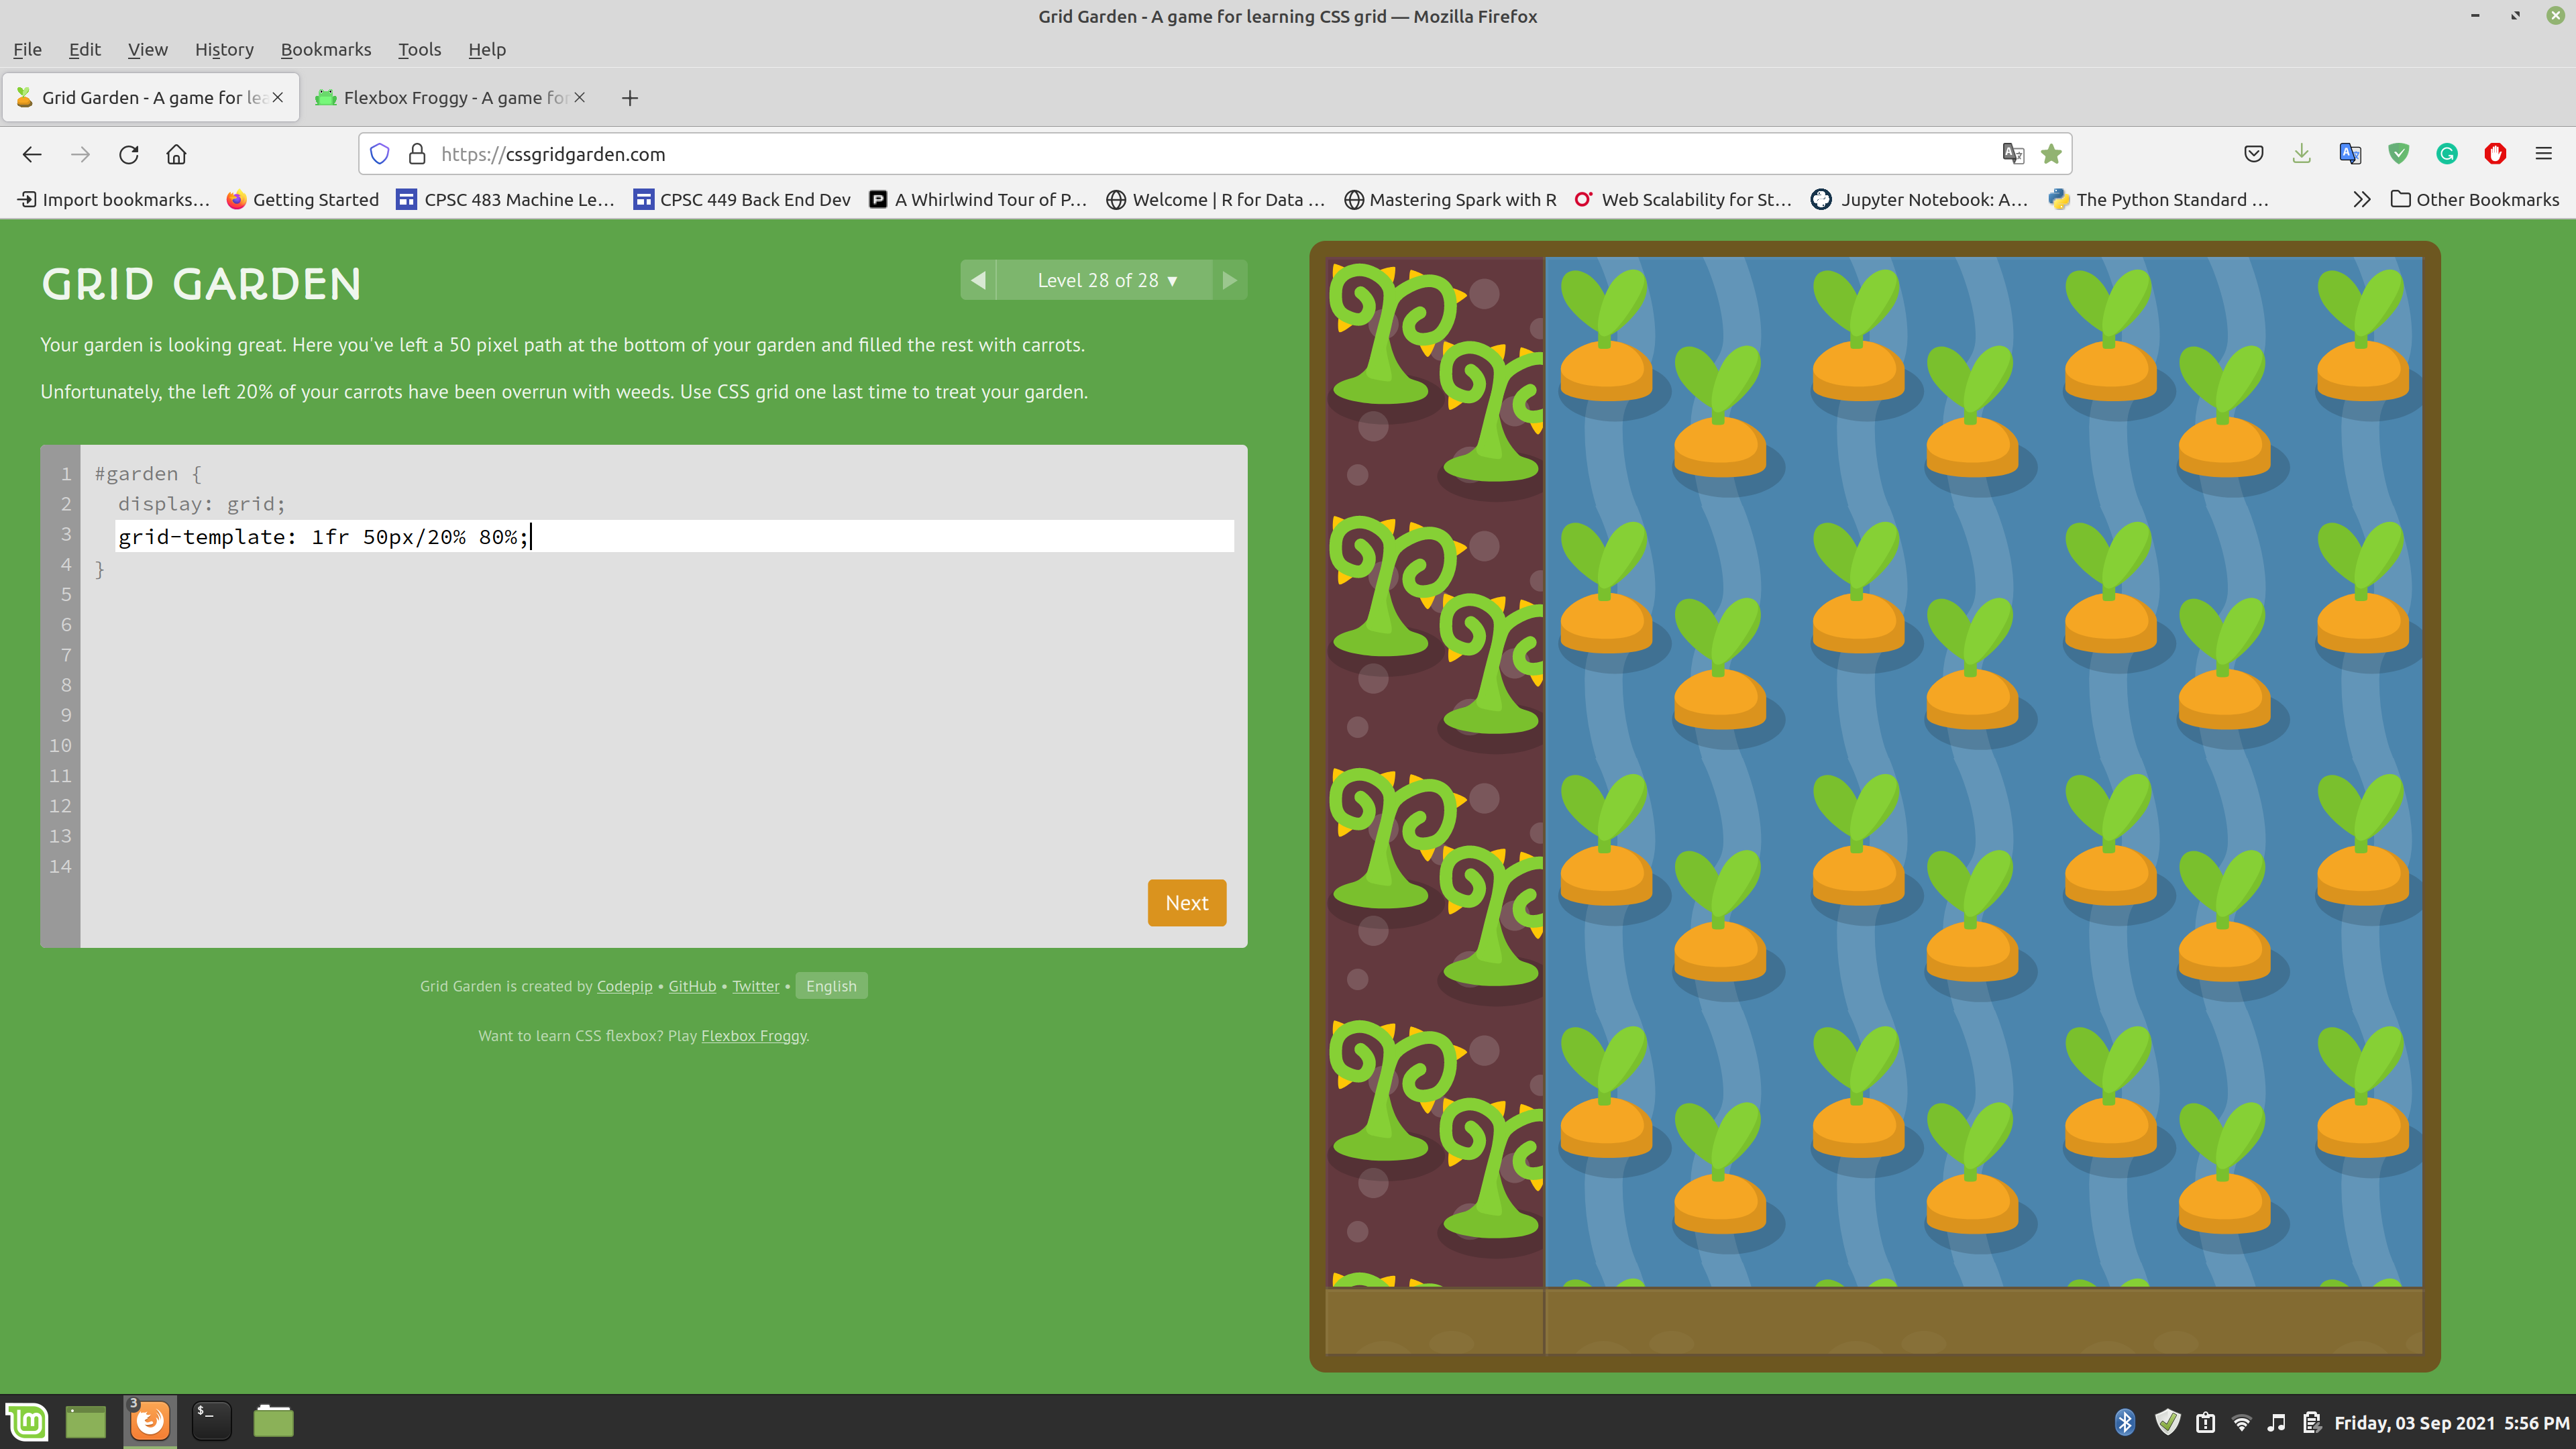 Grid Garden - A game for learning CSS grid — Mozilla Firefox
File Edit View History Bookmarks Tools Help
Grid Garden - A game for lea
Flexbox Froggy - A game for
https://cssgridgarden.com
Import bookmarks... Getting Started CPSC 483 Machine Le... CPSC 449 Back End Dev A Whirlwind Tour of P... Welcome | R for Data ... Mastering Spark with R Web Scalability for St... Jupyter Notebook: A... The Python Standard ... Other Bookmarks
GRID GARDEN
◀ Level 28 of 28 ▼ ▶
Your garden is looking great. Here you've left a 50 pixel path at the bottom of your garden and filled the rest with carrots.
Unfortunately, the left 20% of your carrots have been overrun with weeds. Use CSS grid one last time to treat your garden.
1 #garden {
2 display: grid;
3 grid-template: 1fr 50px/20% 80%;
4 }
5
6
7
8
9
10
11
12
13
14
Next
Grid Garden is created by Codepip • GitHub • Twitter • English
Want to learn CSS flexbox? Play Flexbox Froggy.
3
$_
Friday, 03 Sep 2021 5:56 PM